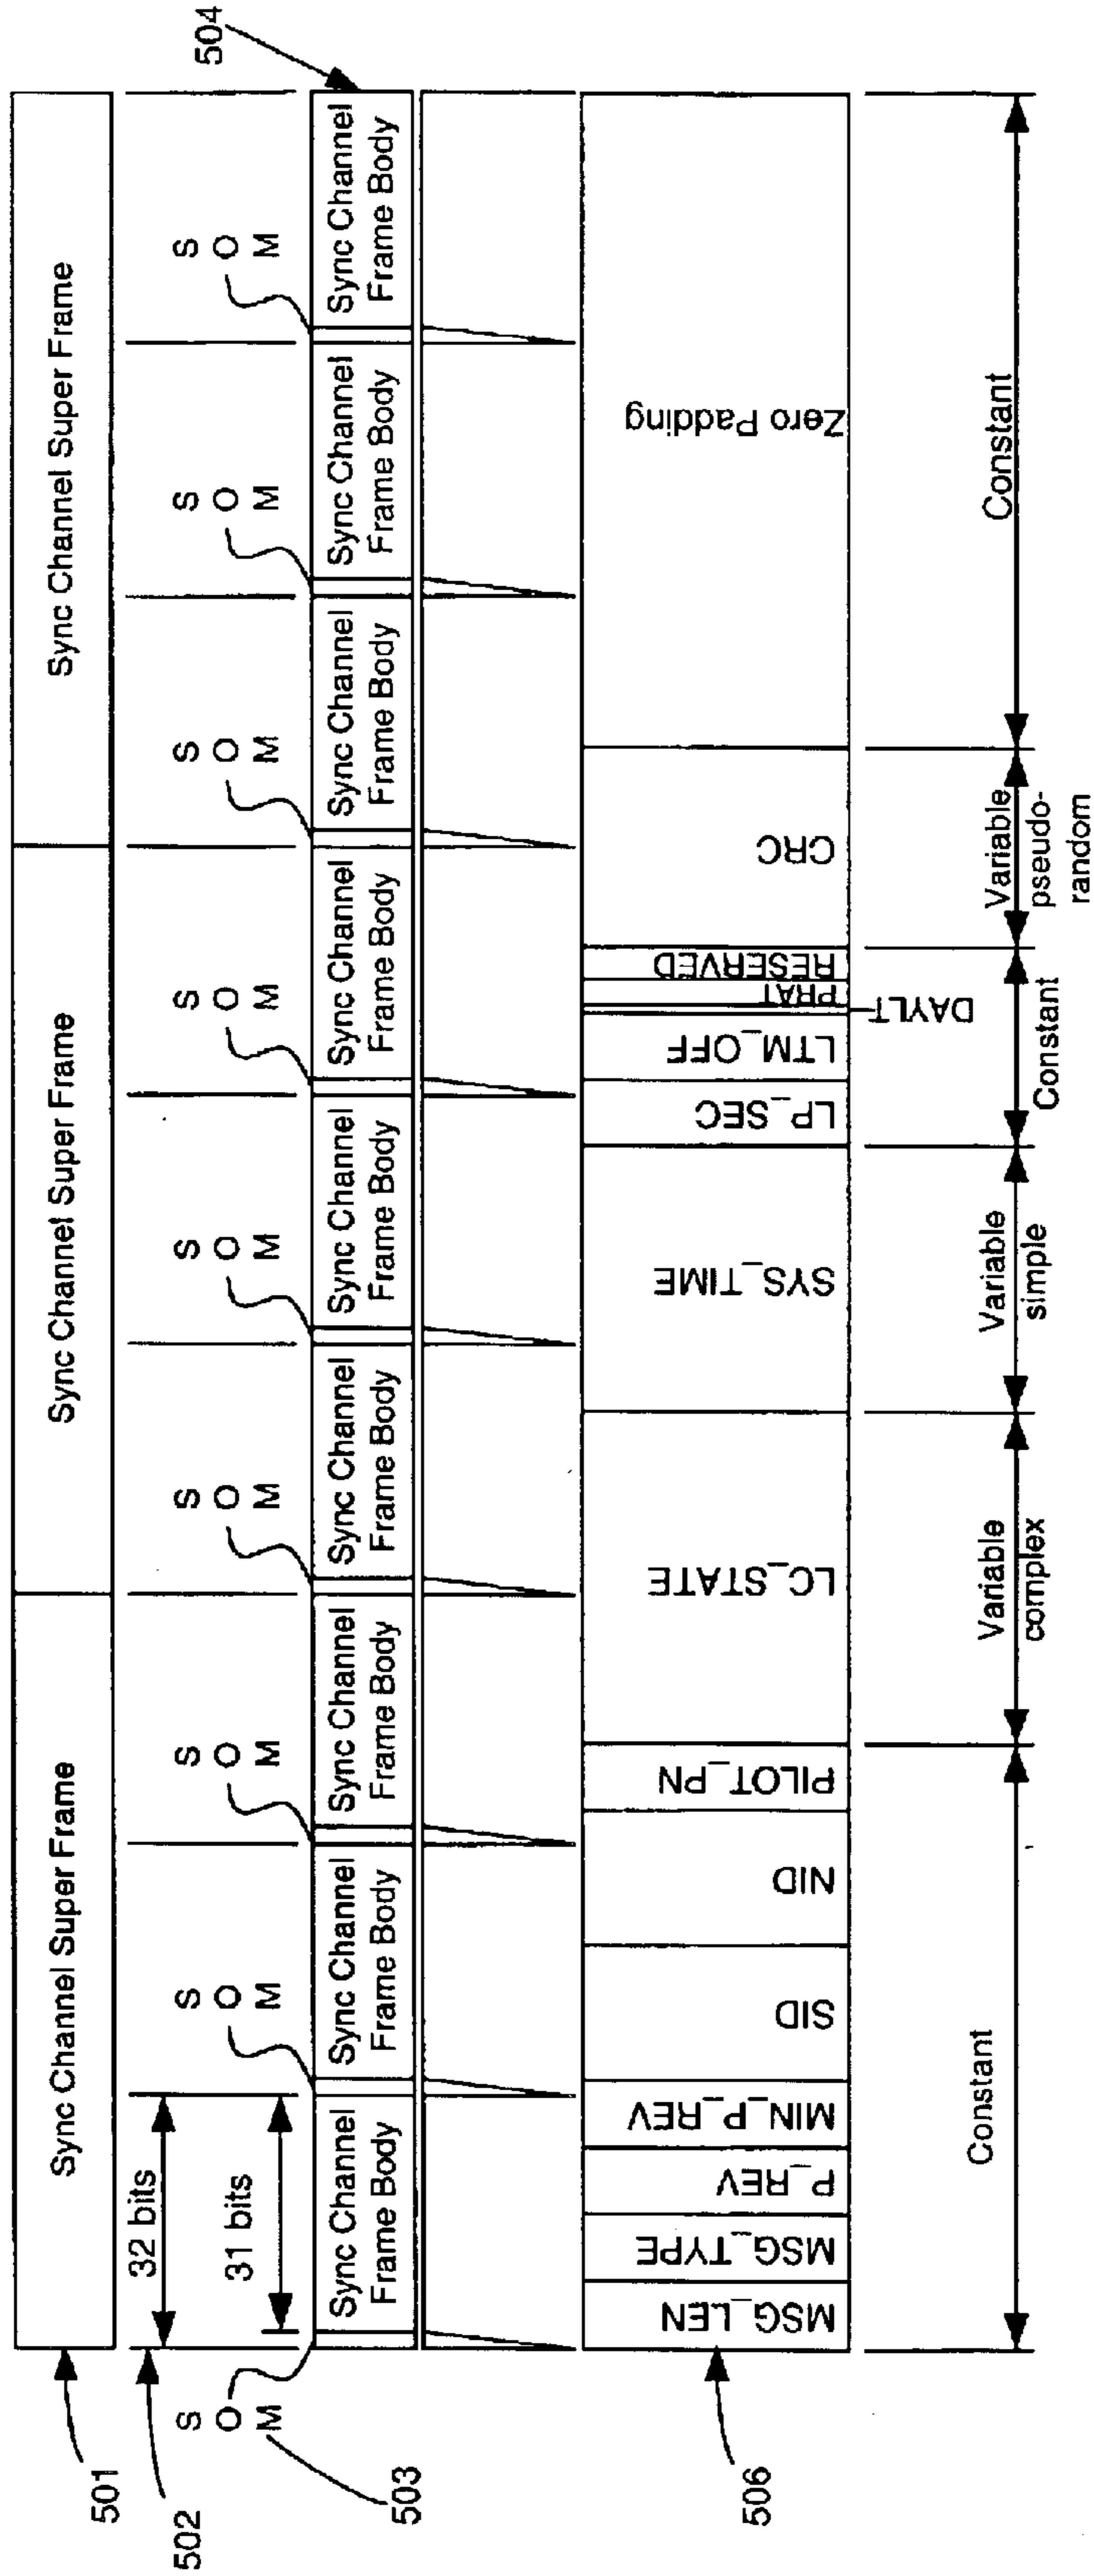 501
Sync Channel Super Frame
Sync Channel Super Frame
Sync Channel Super Frame
502
32 bits
31 bits
503
S O M
S O M
S O M
S O M
S O M
S O M
S O M
S O M
S O M
504
Sync Channel Frame Body
Sync Channel Frame Body
Sync Channel Frame Body
Sync Channel Frame Body
Sync Channel Frame Body
Sync Channel Frame Body
Sync Channel Frame Body
Sync Channel Frame Body
Sync Channel Frame Body
506
MSG_LEN
MSG_TYPE
P_REV
MIN_P_REV
SID
NID
PILOT_PN
LC_STATE
SYS_TIME
LP_SEC
LTM_OFF
DAYLT
PRAT
RESERVED
CRC
Zero Padding
Constant
Variable complex
Variable simple
Constant
Variable pseudo-random
Constant